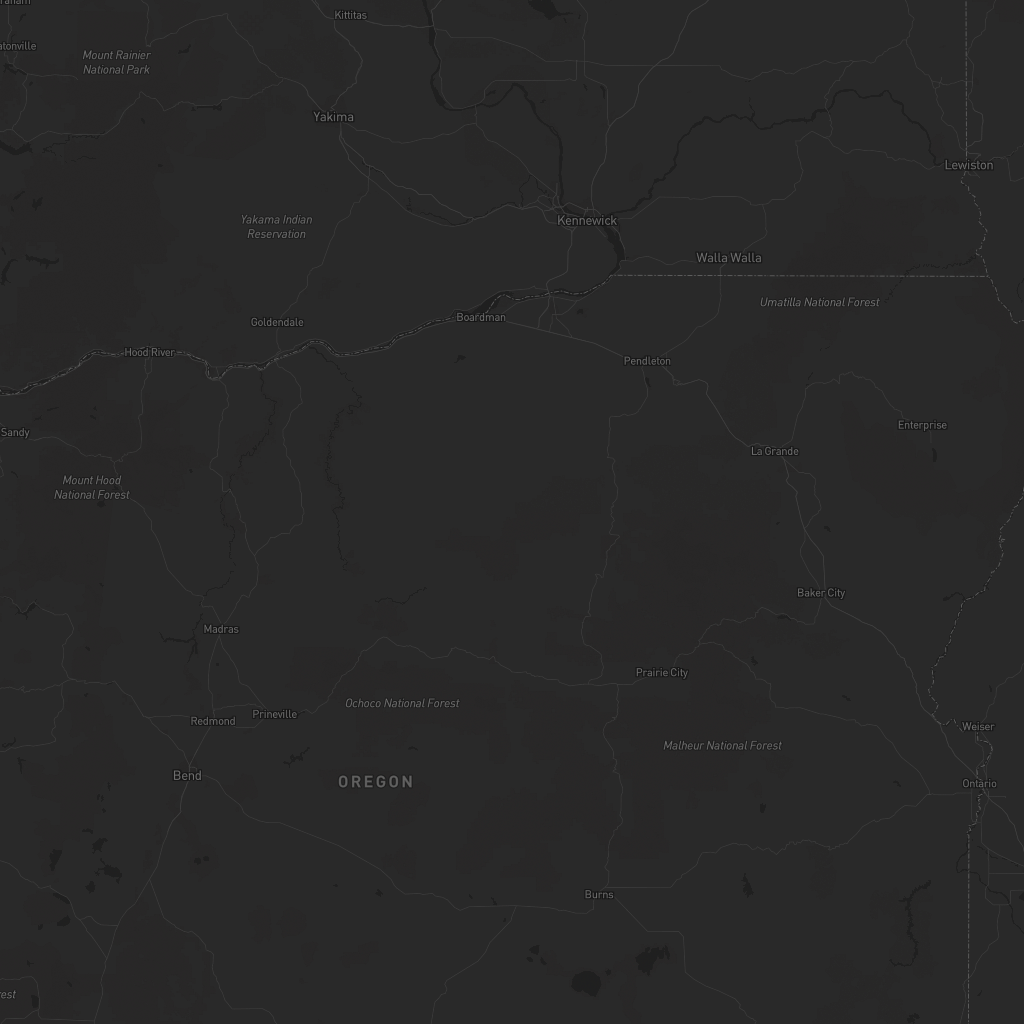 Kittitas
Mount Rainier
National Park
Yakima
Lewiston
Yakama Indian
Reservation
Kennewick
Walla Walla
Umatilla National Forest
Boardman
Goldendale
Hood River
Pendleton
Sandy
Enterprise
La Grande
Mount Hood
National Forest
Baker City
Madras
Prairie City
Ochoco National Forest
Prineville
Redmond
Weiser
Malheur National Forest
Bend
OREGON
Ontario
Burns